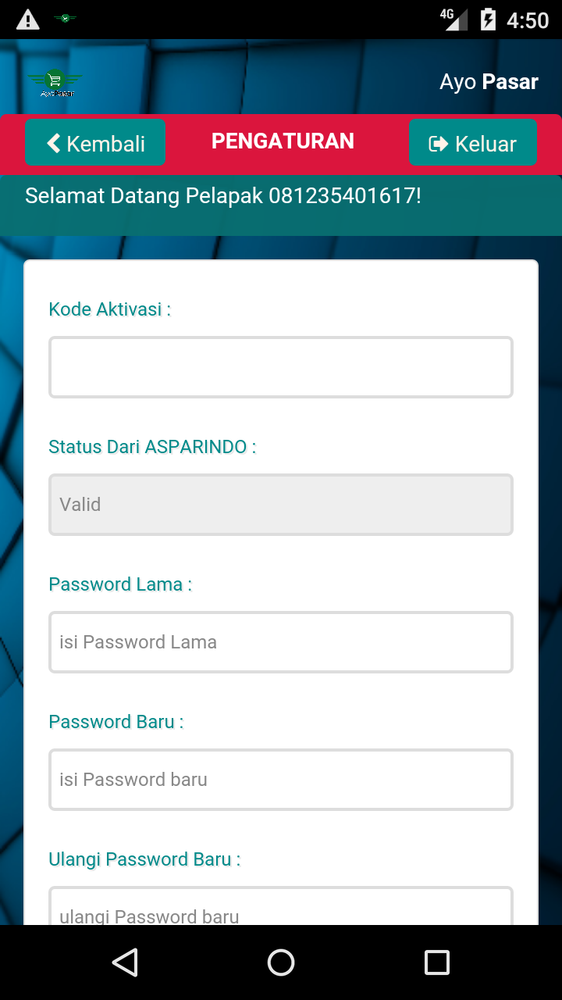 4G 4:50
AyoPasar
Ayo Pasar
Kembali
PENGATURAN
Keluar
Selamat Datang Pelapak 081235401617!
Kode Aktivasi :
Status Dari ASPARINDO :
Valid
Password Lama :
isi Password Lama
Password Baru :
isi Password baru
Ulangi Password Baru :
ulangi Password baru